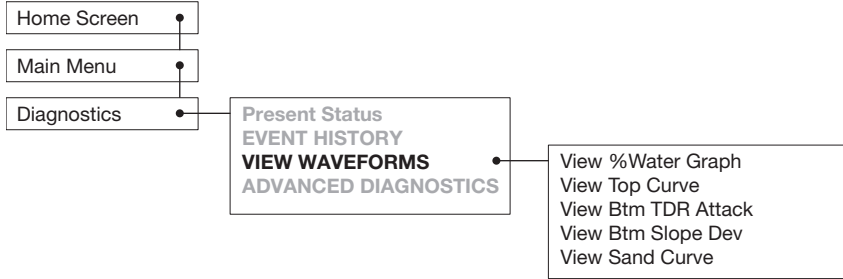 Home Screen
Main Menu
Diagnostics
Present Status
EVENT HISTORY
VIEW WAVEFORMS
ADVANCED DIAGNOSTICS
View %Water Graph
View Top Curve
View Btm TDR Attack
View Btm Slope Dev
View Sand Curve